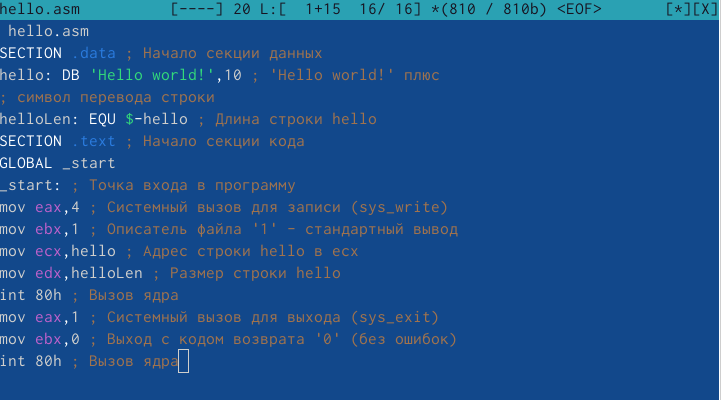 hello.asm [----] 20 L:[ 1+15 16/ 16] *(810 / 810b) <EOF> [*][X]
hello.asm
SECTION .data ; Начало секции данных
hello: DB 'Hello world!',10 ; 'Hello world!' плюс
; символ перевода строки
helloLen: EQU $-hello ; Длина строки hello
SECTION .text ; Начало секции кода
GLOBAL _start
_start: ; Точка входа в программу
mov eax,4 ; Системный вызов для записи (sys_write)
mov ebx,1 ; Описатель файла '1' - стандартный вывод
mov ecx,hello ; Адрес строки hello в ecx
mov edx,helloLen ; Размер строки hello
int 80h ; Вызов ядра
mov eax,1 ; Системный вызов для выхода (sys_exit)
mov ebx,0 ; Выход с кодом возврата '0' (без ошибок)
int 80h ; Вызов ядра